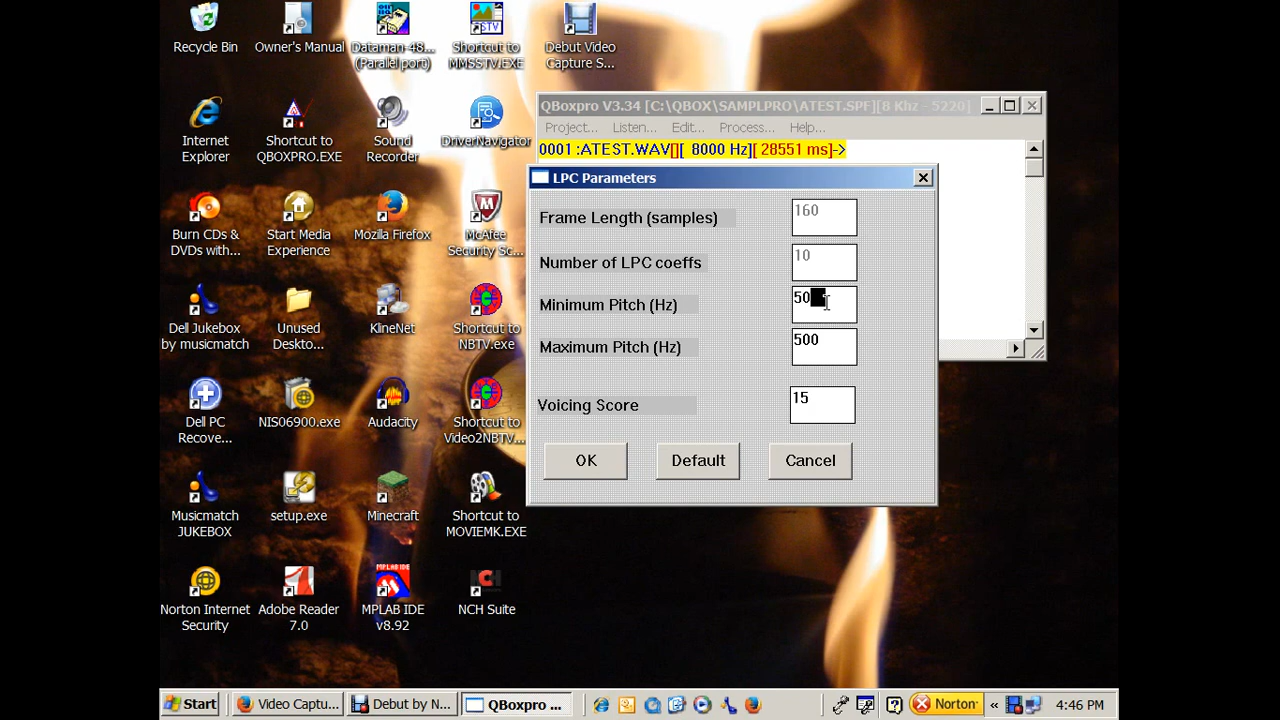 Recycle Bin
Owner's Manual
Dataman-48...
(Parallel port)
Shortcut to
MMSSTV.EXE
Debut Video
Capture S...
Internet
Explorer
Shortcut to
QBOXPRO.EXE
Sound
Recorder
DriverNavigator
Burn CDs &
DVDs with...
Start Media
Experience
Mozilla Firefox
McAfee
Security Sc...
Dell Jukebox
by musicmatch
Unused
Deskto...
KlineNet
Shortcut to
NBTV.exe
Dell PC
Recove...
NIS06900.exe
Audacity
Shortcut to
Video2NBTV...
Musicmatch
JUKEBOX
setup.exe
Minecraft
Shortcut to
MOVIEMK.EXE
Norton Internet
Security
Adobe Reader
7.0
MPLAB IDE
MPLAB IDE
v8.92
NCH Suite
QBoxpro V3.34 [C:\QBOX\SAMPLPRO\ATEST.SPF][8 Khz - 5220]
Project... Listen... Edit... Process... Help...
0001 :ATEST.WAV[][ 8000 Hz][ 28551 ms]->
LPC Parameters
Frame Length (samples) 160
Number of LPC coeffs 10
Minimum Pitch (Hz) 50
Maximum Pitch (Hz) 500
Voicing Score 15
OK Default Cancel
Start Video Captu... Debut by N... QBoxpro ... Norton « 4:46 PM